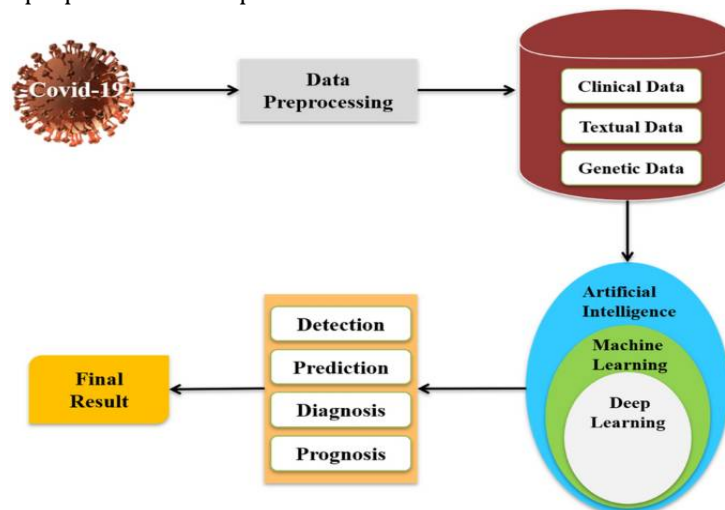 Covid-19
Data
Preprocessing
Clinical Data
Textual Data
Genetic Data
Artificial
Intelligence
Machine
Learning
Deep
Learning
Detection
Prediction
Diagnosis
Prognosis
Final
Result